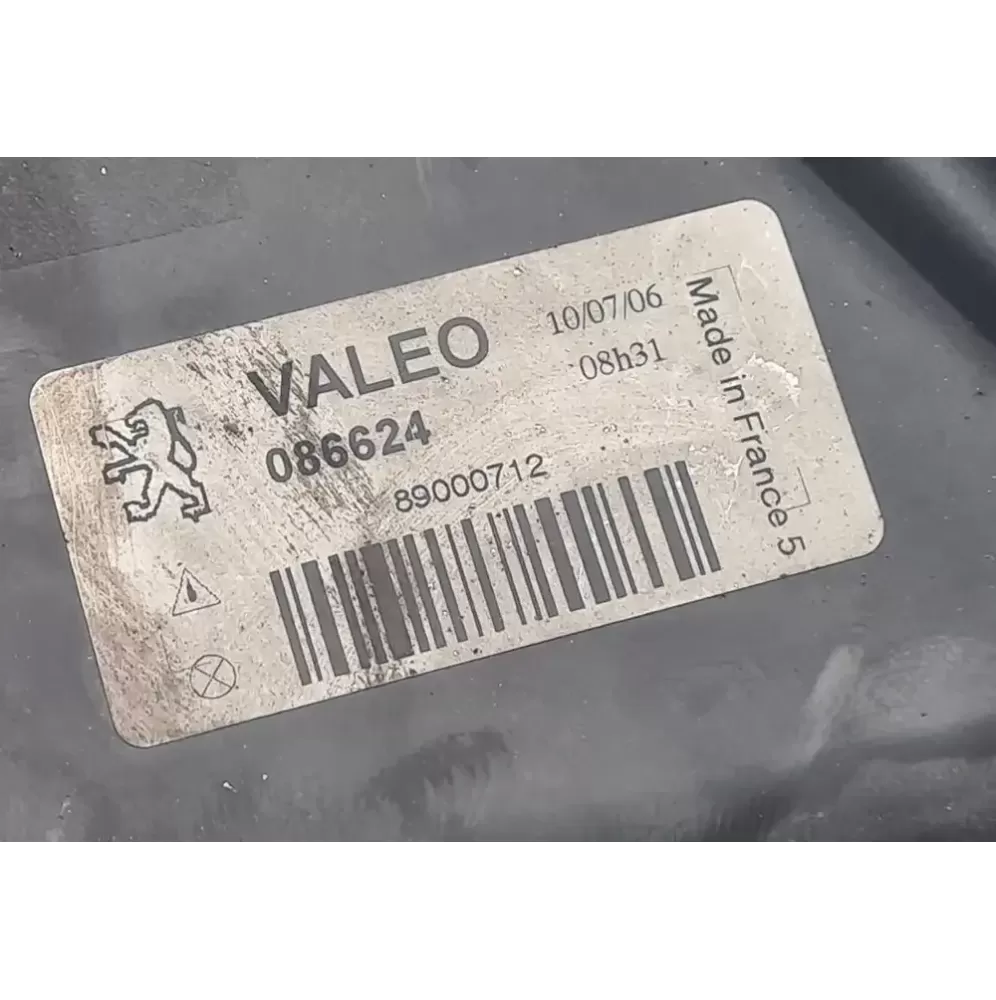 VALEO
10/07/06
08h31
086624
89000712
Made in France 5